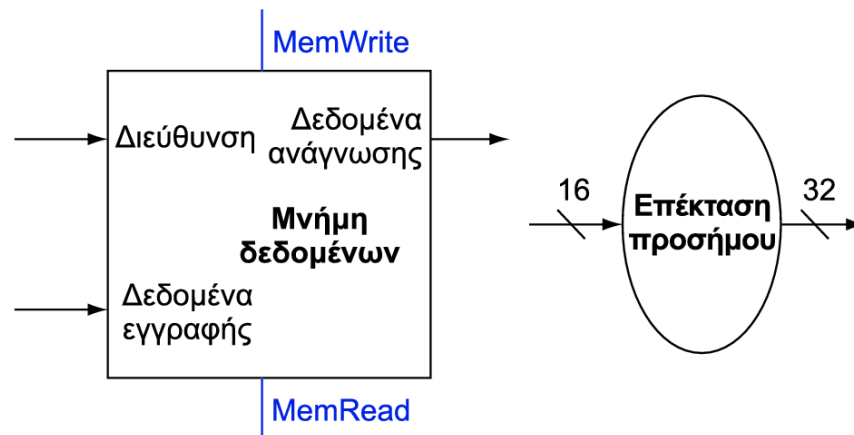 MemWrite
Διεύθυνση
Δεδομένα
ανάγνωσης
Μνήμη
δεδομένων
Δεδομένα
εγγραφής
MemRead
16
Επέκταση
προσήμου
32